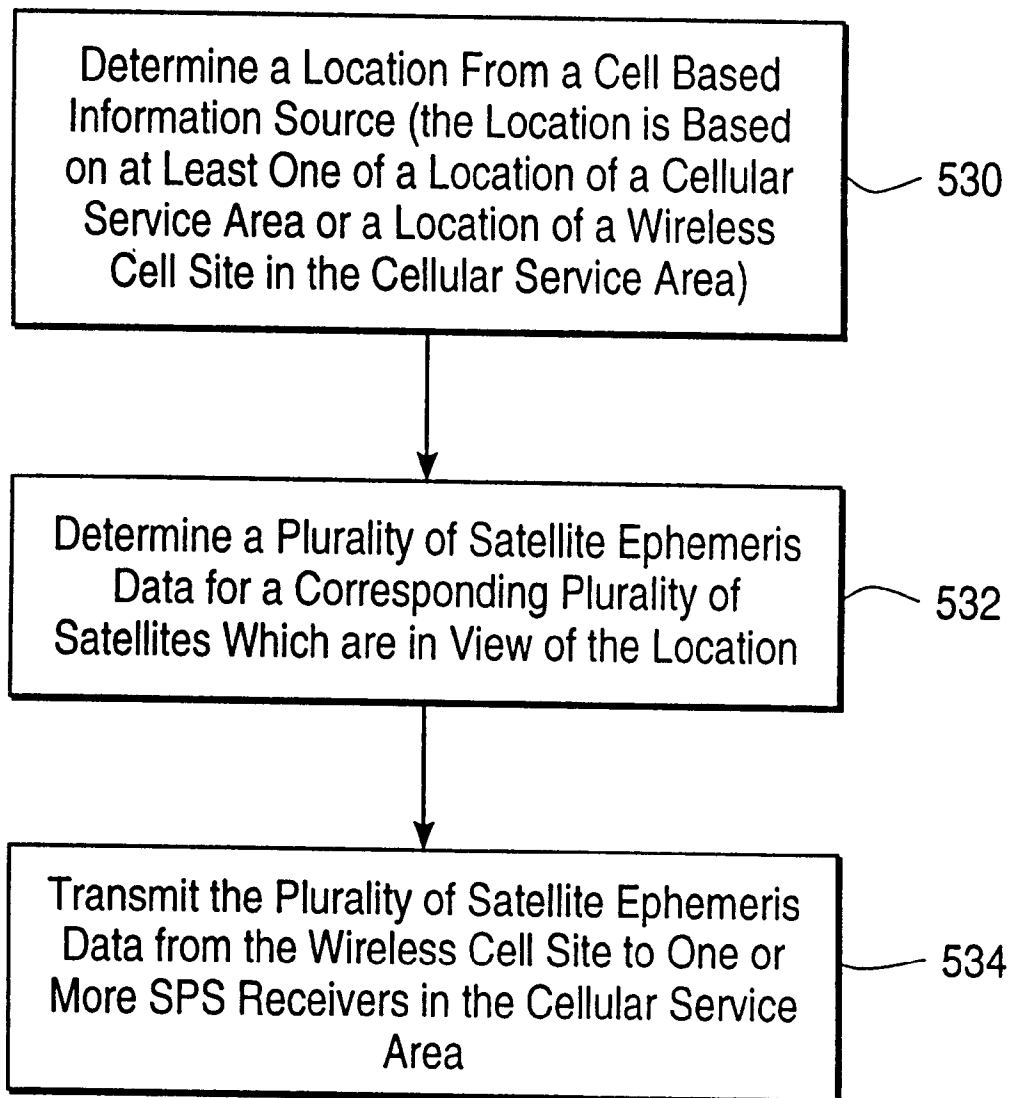 Determine a Location From a Cell Based
Information Source (the Location is Based
on at Least One of a Location of a Cellular
Service Area or a Location of a Wireless
Cell Site in the Cellular Service Area)
530
Determine a Plurality of Satellite Ephemeris
Data for a Corresponding Plurality of
Satellites Which are in View of the Location
532
Transmit the Plurality of Satellite Ephemeris
Data from the Wireless Cell Site to One or
More SPS Receivers in the Cellular Service
Area
534